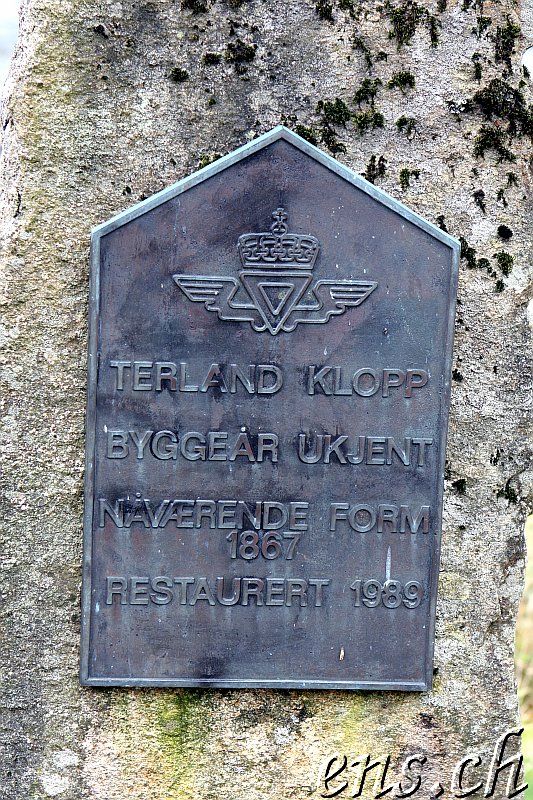 TERLAND KLOPP
BYGGEÅR UKJENT
NÅVÆRENDE FORM
1867
RESTAURERT 1989
ens.ch